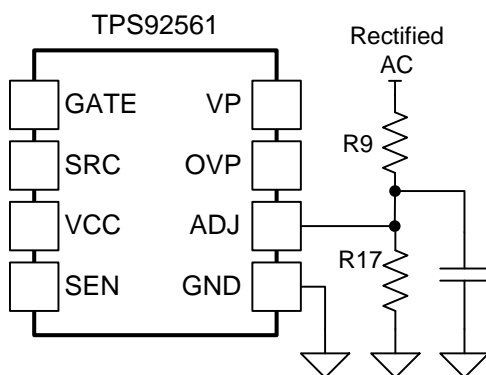 TPS92561
Rectified
AC
GATE
VP
R9
SRC
OVP
VCC
ADJ
R17
SEN
GND